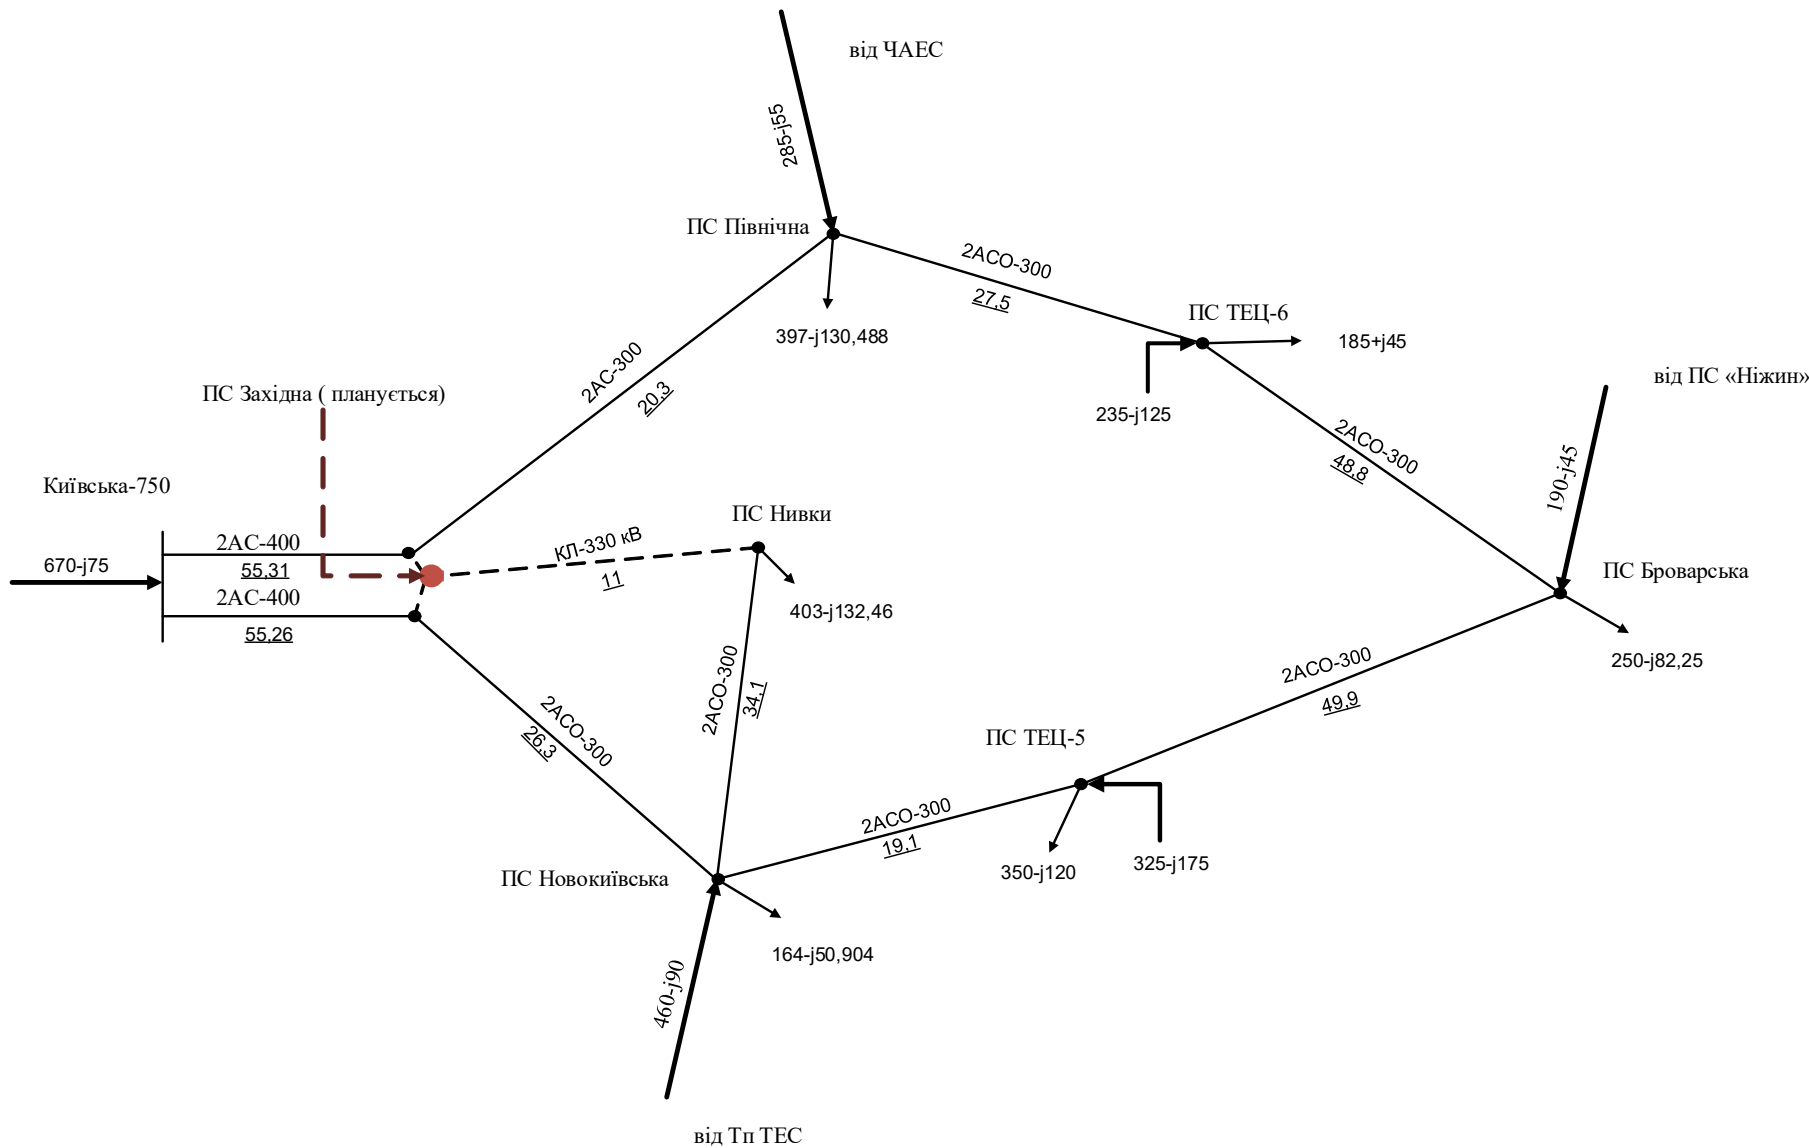 від ЧАЕС
285-j55
ПС Північна
2АСО-300
27,5
ПС ТЕЦ-6
397-j130,488
185+j45
2АС-300
20,3
від ПС «Ніжин»
ПС Західна ( планується)
235-j125
2АСО-300
48,8
190-j45
Київська-750
ПС Нивки
2АС-400
КЛ-330 кВ
670-j75
55,31
11
ПС Броварська
2АС-400
403-j132,46
55,26
250-j82,25
2АСО-300
34,1
2АСО-300
49,9
2АСО-300
26,3
ПС ТЕЦ-5
2АСО-300
19,1
350-j120
325-j175
ПС Новокиївська
164-j50,904
460-j90
від Тп ТЕС